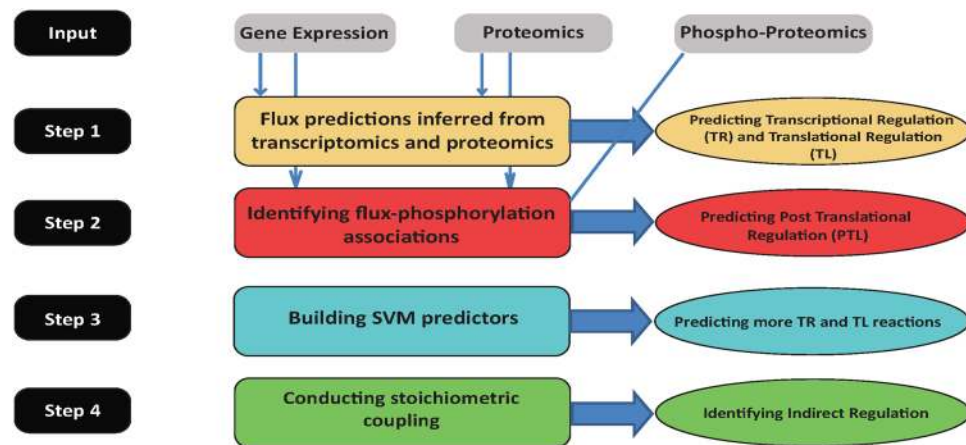 Input
Gene Expression
Proteomics
Phospho-Proteomics
Step 1
Flux predictions inferred from
transcriptomics and proteomics
Predicting Transcriptional Regulation
(TR) and Translational Regulation
(TL)
Step 2
Identifying flux-phosphorylation
associations
Predicting Post Translational
Regulation (PTL)
Step 3
Building SVM predictors
Predicting more TR and TL reactions
Step 4
Conducting stoichiometric
coupling
Identifying Indirect Regulation